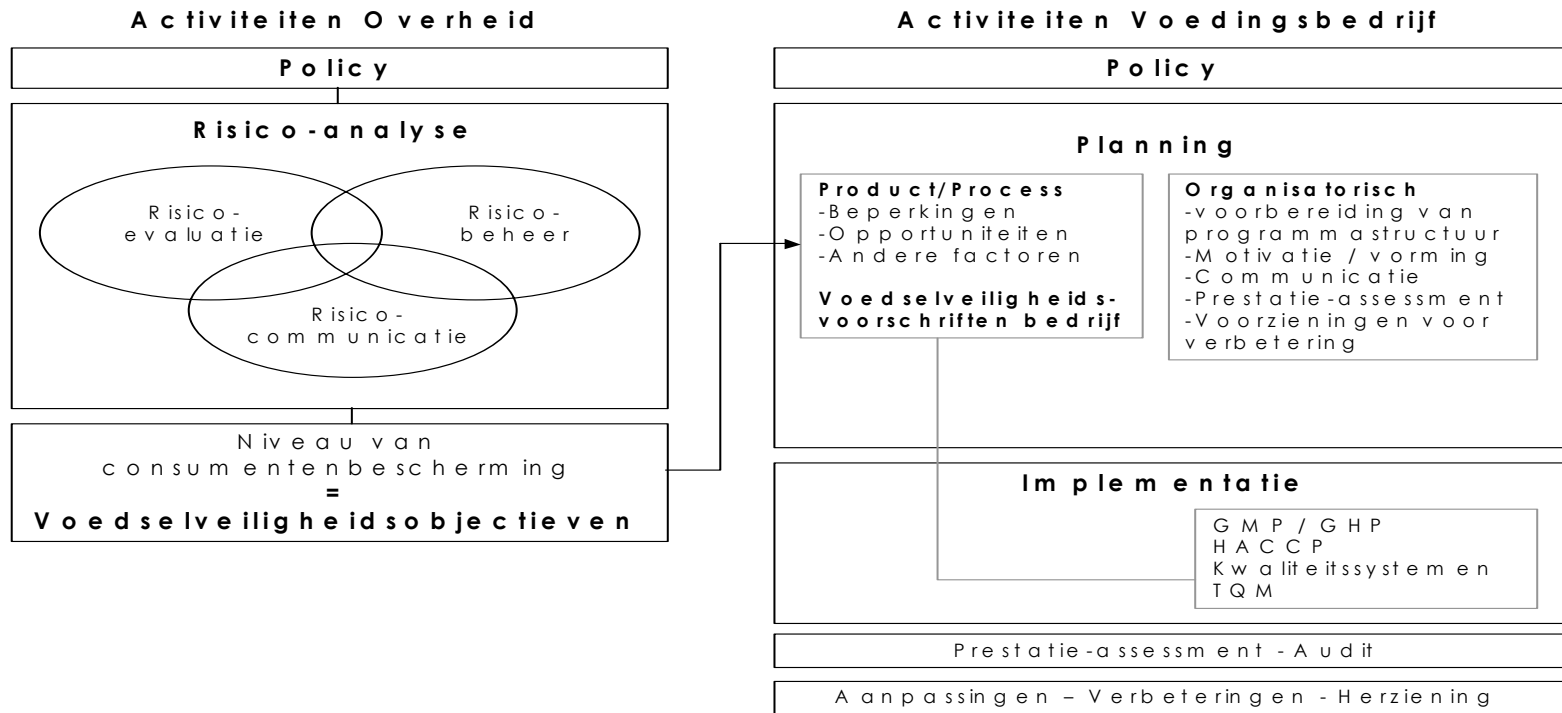 Activiteiten Overheid
Policy
Risico-analyse
Risico-
evaluatie
Risico-
beheer
Risico-
communicatie
Niveau van
consumentenbescherming
=
Voedselveiligheidsobjectieven
Activiteiten Voedingsbedrijf
Policy
Planning
Product/Process
-Beperkingen
-Opportuniteiten
-Andere factoren
Voedselveiligheids-
voorschriften bedrijf
Organisatorisch
-voorbereiding van
programmastructuur
-Motivatie / vorming
-Communicatie
-Prestatie-assessment
-Voorzieningen voor
verbetering
Implementatie
GMP / GHP
HACCP
Kwaliteitssystemen
TQM
Prestatie-assessment - Audit
Aanpassingen – Verbeteringen - Herziening